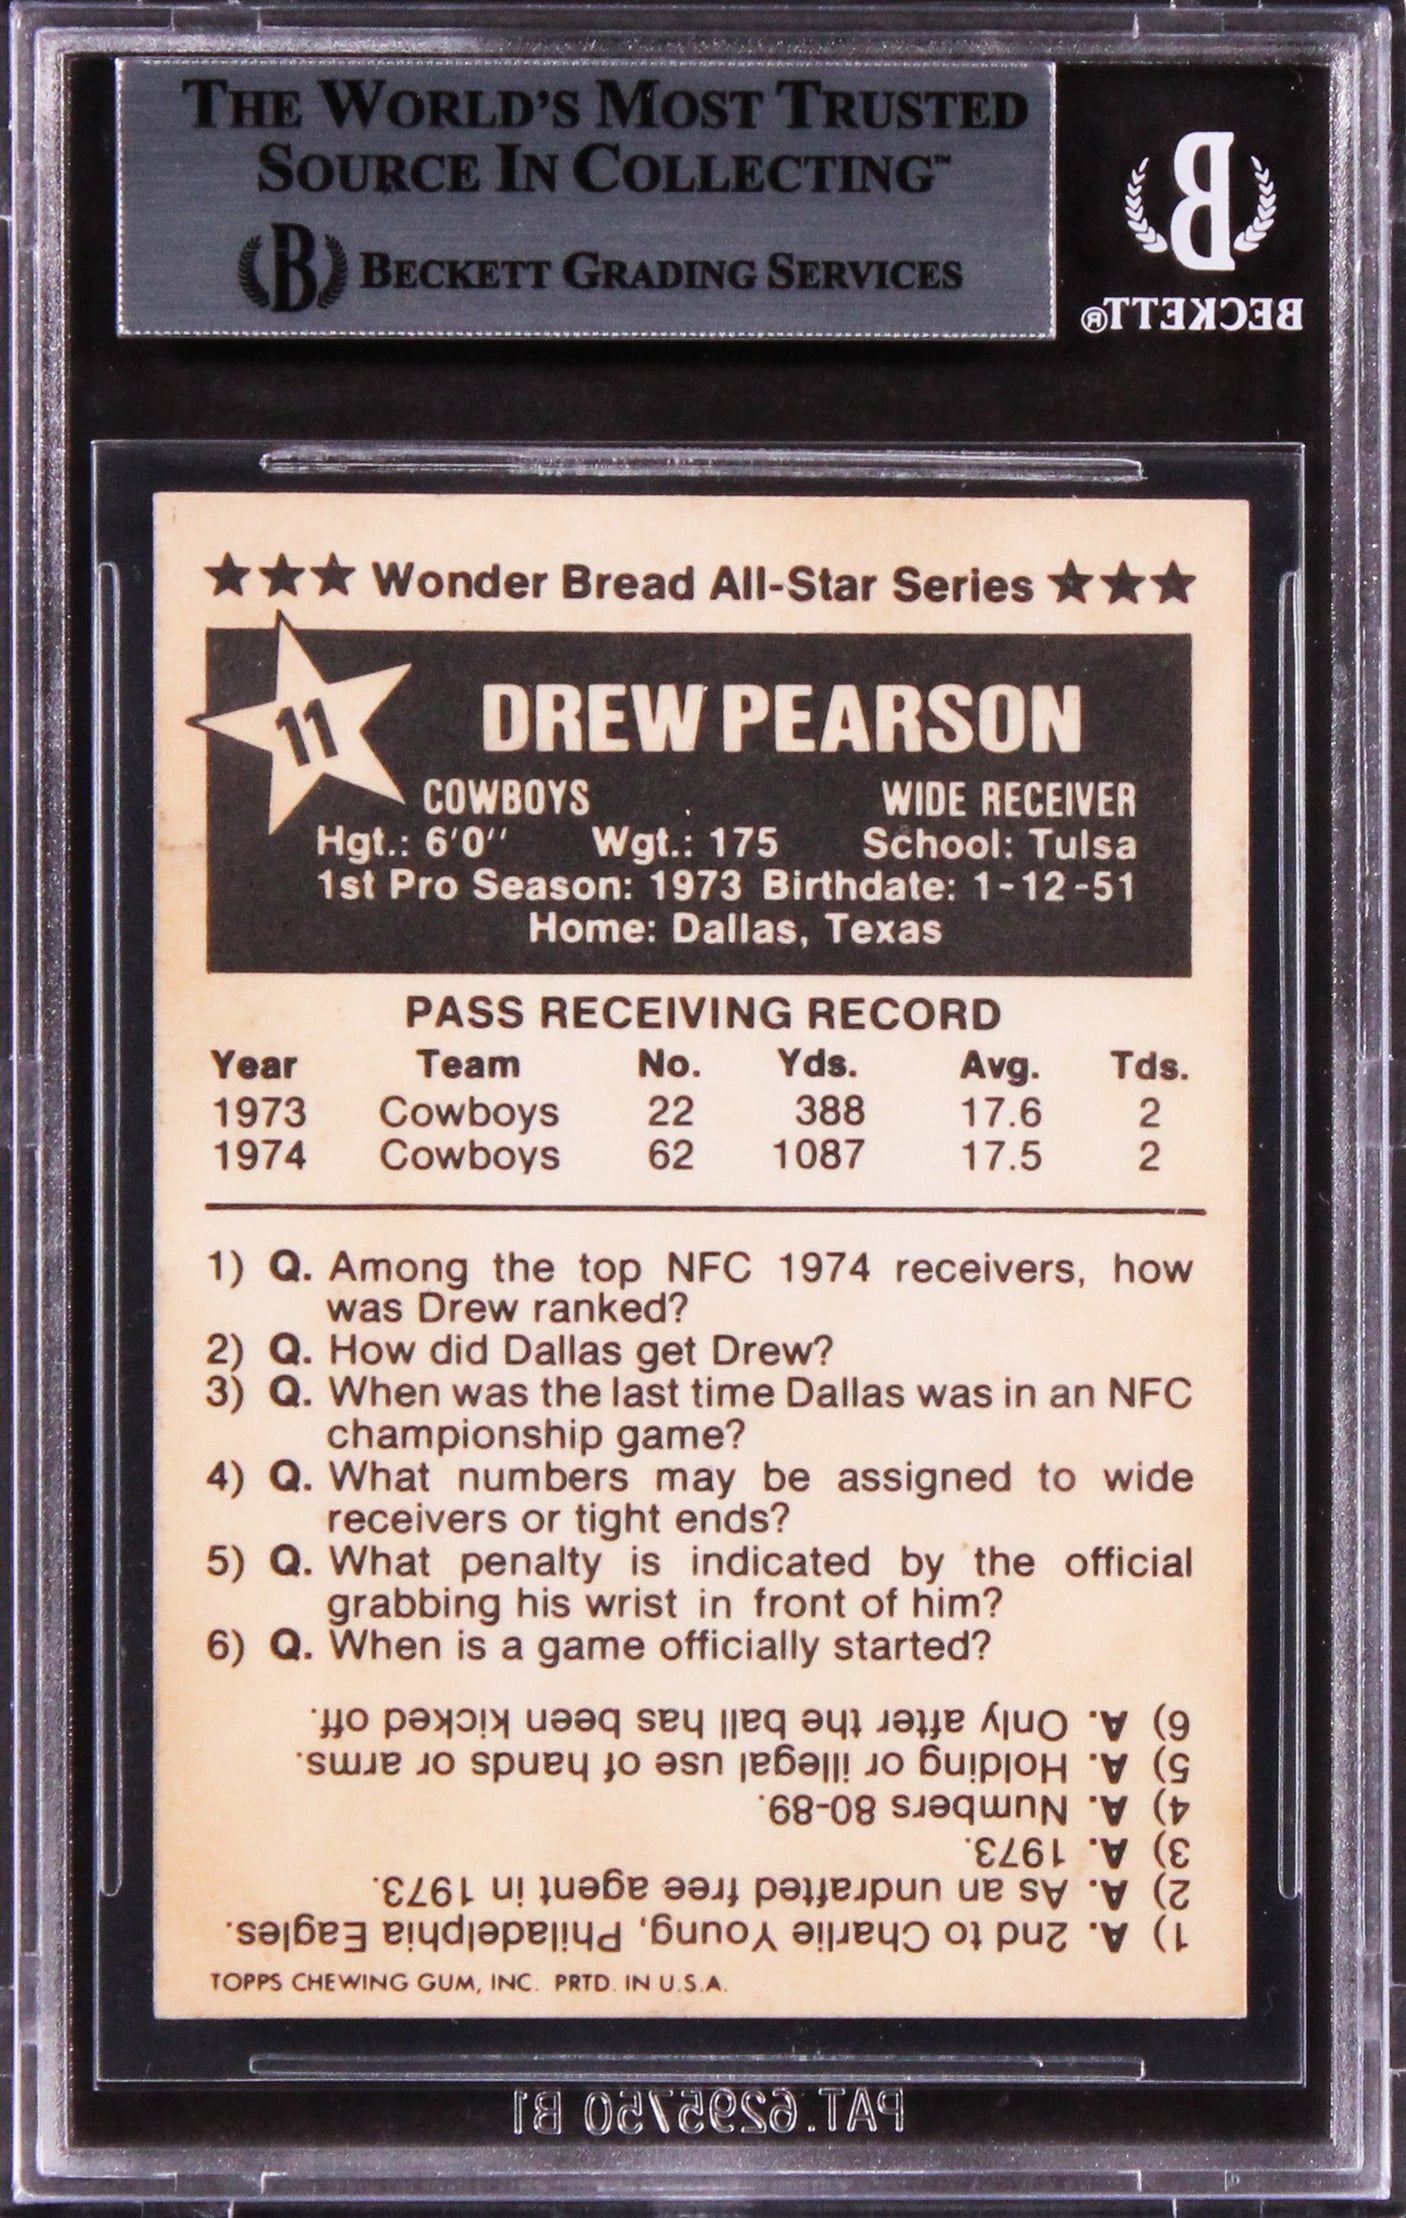 THE WORLD'S MOST TRUSTED
SOURCE IN COLLECTING™
B BECKETT GRADING SERVICES
B
BECKETT®
★★★ Wonder Bread All-Star Series ★★★
11
DREW PEARSON
COWBOYS WIDE RECEIVER
Hgt.: 6'0'' Wgt.: 175 School: Tulsa
1st Pro Season: 1973 Birthdate: 1-12-51
Home: Dallas, Texas
PASS RECEIVING RECORD
Year Team No. Yds. Avg. Tds.
1973 Cowboys 22 388 17.6 2
1974 Cowboys 62 1087 17.5 2
1) Q. Among the top NFC 1974 receivers, how
was Drew ranked?
2) Q. How did Dallas get Drew?
3) Q. When was the last time Dallas was in an NFC
championship game?
4) Q. What numbers may be assigned to wide
receivers or tight ends?
5) Q. What penalty is indicated by the official
grabbing his wrist in front of him?
6) Q. When is a game officially started?
1) A. 2nd to Charlie Young, Philadelphia Eagles.
2) A. As an undrafted free agent in 1973.
3) A. 1973.
4) A. Numbers 80-89.
5) A. Holding or illegal use of hands or arms.
6) A. Only after the ball has been kicked off.
TOPPS CHEWING GUM, INC. PRTD. IN U.S.A.
PAT. 6295750 B1